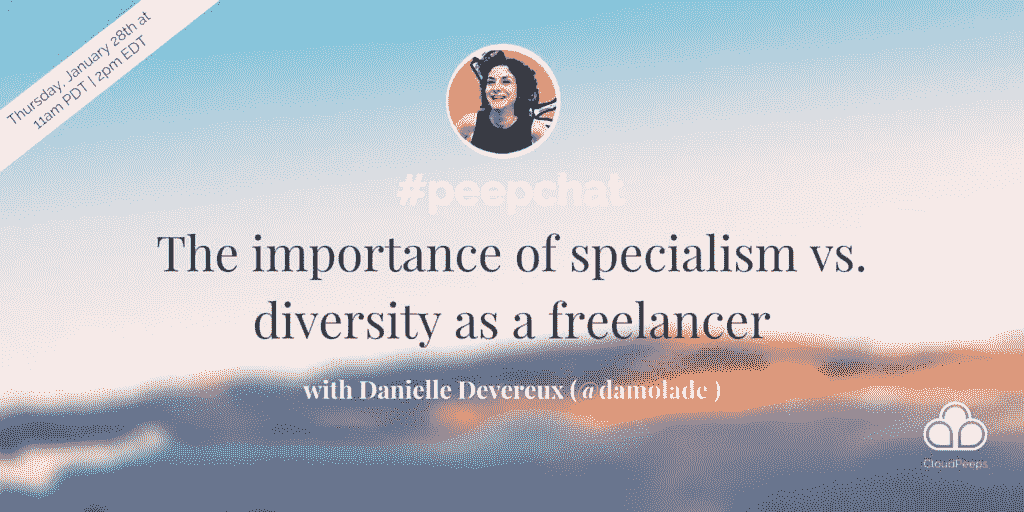 Thursday, January 28th at
11am PDT | 2pm EDT
#peepchat
The importance of specialism vs.
diversity as a freelancer
with Danielle Devereux ( @damolade )
CloudPeeps